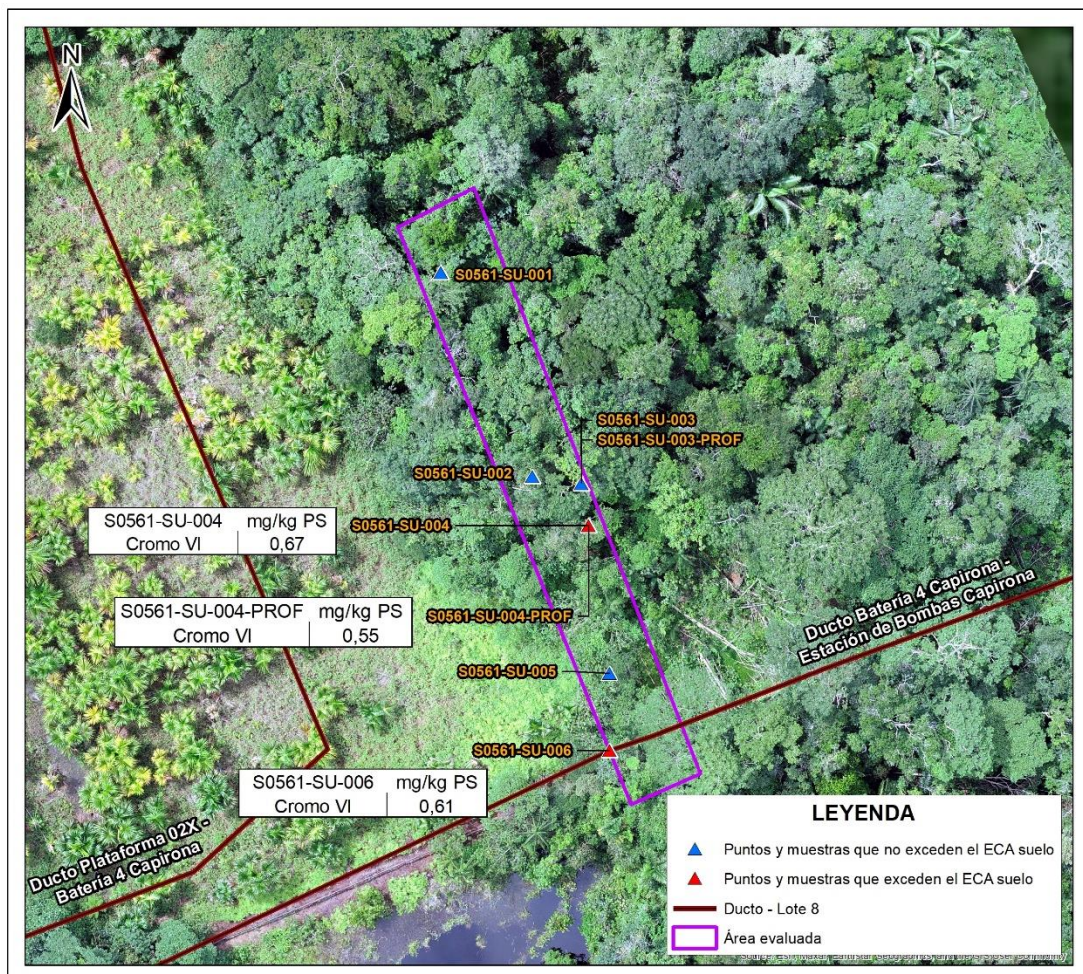 N
S0561-SU-001
S0561-SU-003
S0561-SU-003-PROF
S0561-SU-002
S0561-SU-004 mg/kg PS
Cromo VI 0,67
S0561-SU-004
S0561-SU-004-PROF mg/kg PS
Cromo VI 0,55
S0561-SU-004-PROF
Ducto Batería 4 Capirona -
Estación de Bombas Capirona
S0561-SU-005
S0561-SU-006
S0561-SU-006 mg/kg PS
Cromo VI 0,61
Ducto Plataforma 02X -
Batería 4 Capirona
LEYENDA
Puntos y muestras que no exceden el ECA suelo
Puntos y muestras que exceden el ECA suelo
Ducto - Lote 8
Área evaluada